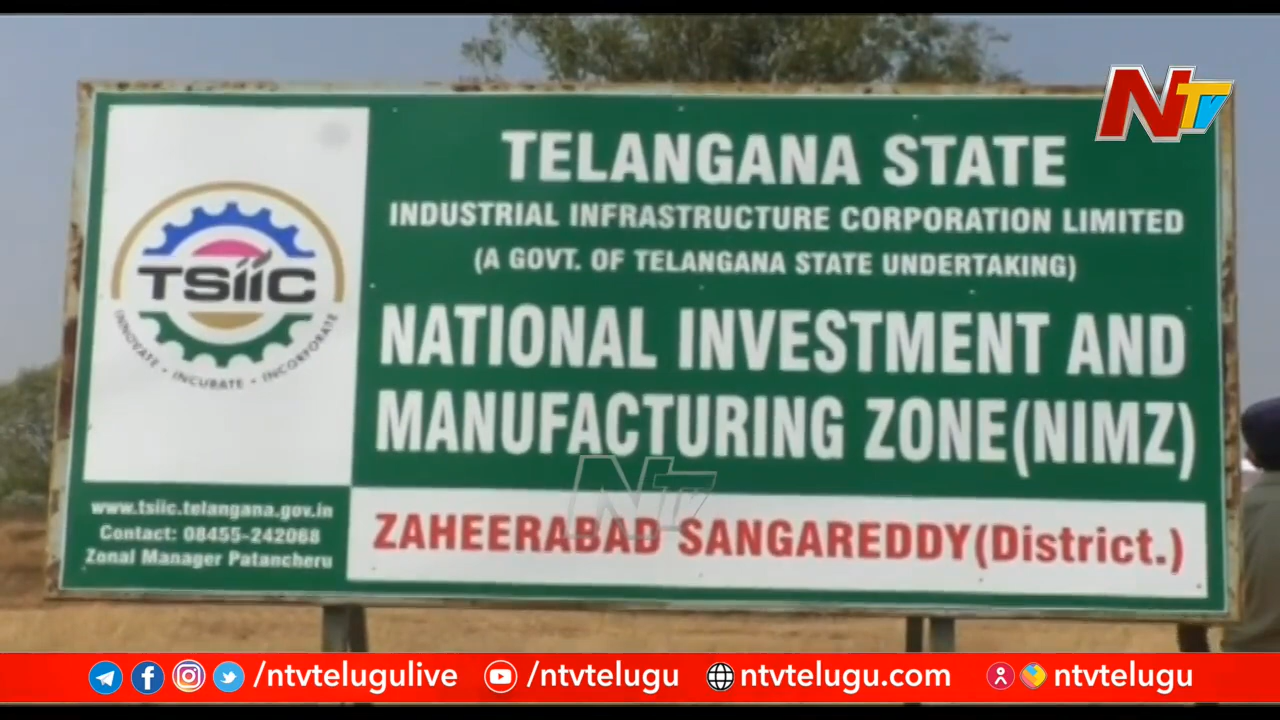 NTV
TELANGANA STATE
INDUSTRIAL INFRASTRUCTURE CORPORATION LIMITED
(A GOVT. OF TELANGANA STATE UNDERTAKING)
NATIONAL INVESTMENT AND
MANUFACTURING ZONE(NIMZ)
ZAHEERABAD SANGAREDDY(District.)
TSiiC
INNOVATE • INCUBATE • INCORPORATE
www.tsiic.telangana.gov.in
Contact: 08455-242068
Zonal Manager Patancheru
NTV
/ntvtelugulive
/ntvtelugu
ntvtelugu.com
ntvtelugu